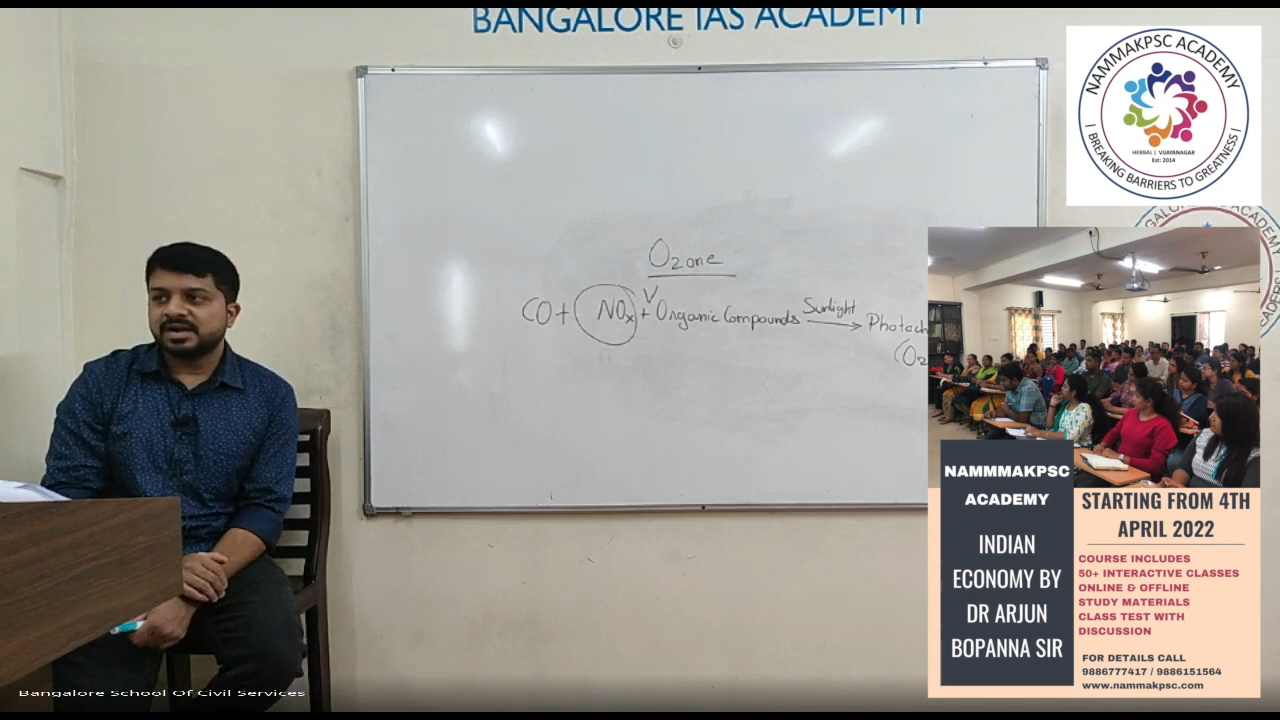 BANGALORE IAS ACADEMY
NAMMAKPSC ACADEMY
HEBBAL | VIJAYANAGAR
Est: 2014
| BREAKING BARRIERS TO GREATNESS |
Ozone
CO + NOx + V Organic Compounds Sunlight Photoch
(O2
NAMMMAKPSC
ACADEMY
INDIAN
ECONOMY BY
DR ARJUN
BOPANNA SIR
STARTING FROM 4TH
APRIL 2022
COURSE INCLUDES
50+ INTERACTIVE CLASSES
ONLINE & OFFLINE
STUDY MATERIALS
CLASS TEST WITH
DISCUSSION
FOR DETAILS CALL
9886777417 / 9886151564
www.nammakpsc.com
Bangalore School Of Civil Services